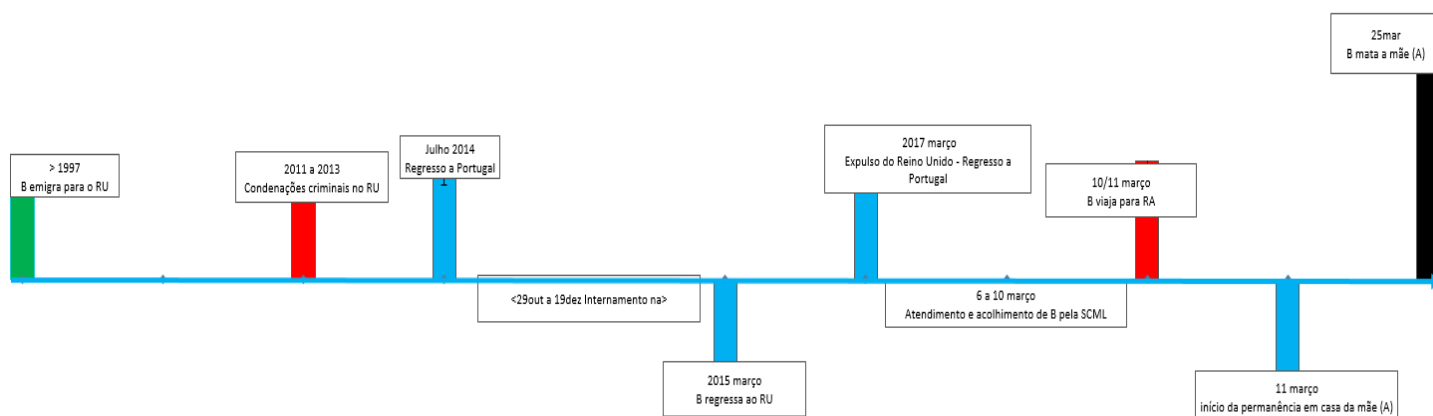 > 1997
B emigra para o RU
2011 a 2013
Condenações criminais no RU
Julho 2014
Regresso a Portugal
<29out a 19dez Internamento na>
2015 março
B regressa ao RU
2017 março
Expulso do Reino Unido - Regresso a
Portugal
6 a 10 março
Atendimento e acolhimento de B pela SCML
10/11 março
B viaja para RA
11 março
início da permanência em casa da mãe (A)
25mar
B mata a mãe (A)